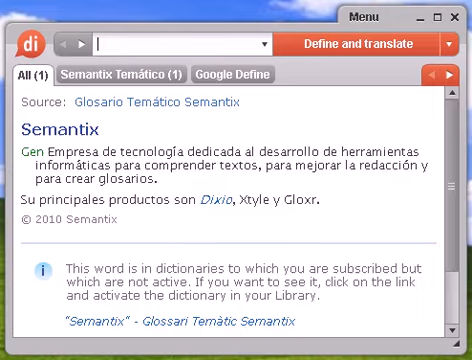 Menu
di
Define and translate
All (1)
Semantix Temático (1)
Google Define
Source: Glosario Temático Semantix
Semantix
Gen Empresa de tecnología dedicada al desarrollo de herramientas
informáticas para comprender textos, para mejorar la redacción y
para crear glosarios.
Su principales productos son Dixio, Xtyle y Gloxr.
© 2010 Semantix
i
This word is in dictionaries to which you are subscribed but
which are not active. If you want to see it, click on the link
and activate the dictionary in your Library.
"Semantix" - Glossari Temàtic Semantix